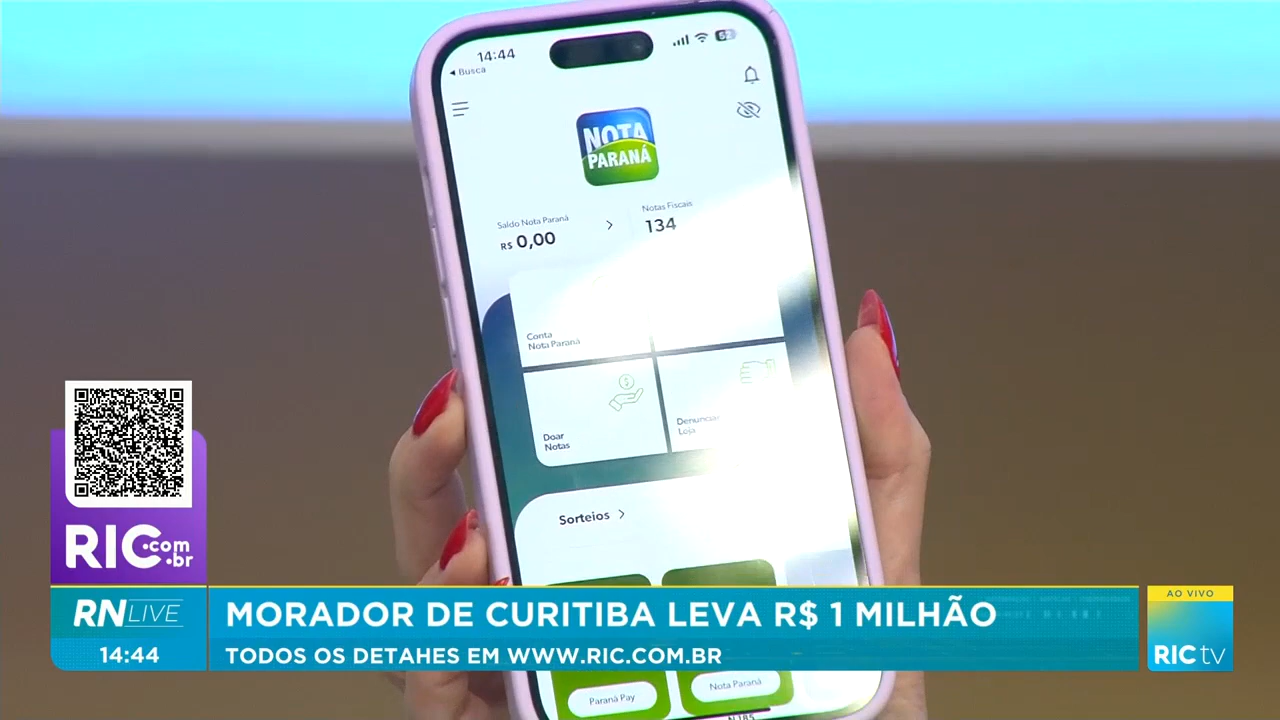 14:44
Busca
52
NOTA
PARANÁ
Saldo Nota Paraná
R$ 0,00
Notas Fiscais
134
Conta
Nota Paraná
Doar
Notas
Denunciar
Loja
Sorteios
Paraná Pay
Nota Paraná
RIC.com
.br
RN LIVE
14:44
MORADOR DE CURITIBA LEVA R$ 1 MILHÃO
TODOS OS DETAHES EM WWW.RIC.COM.BR
AO VIVO
RIC tv